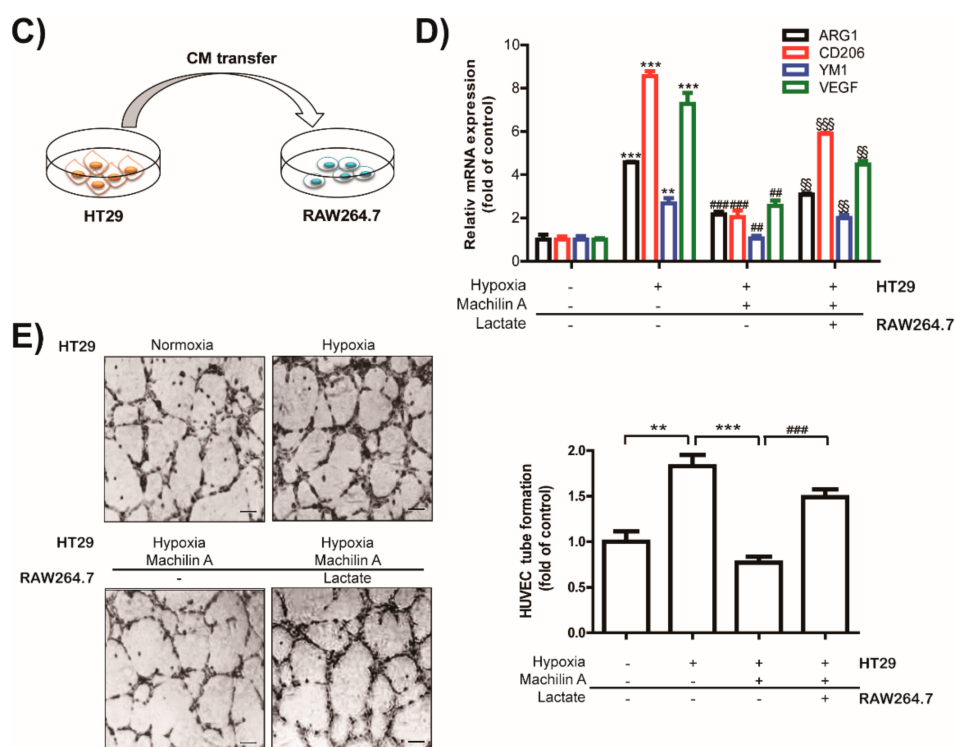 C)
CM transfer
HT29
RAW264.7
D)
Relativ mRNA expression
(fold of control)
10
8
6
4
2
0
ARG1
CD206
YM1
VEGF
***
***
**
***
###
###
##
##
§§
§§§
§§
§§
Hypoxia - + + + HT29
Machilin A - - + +
Lactate - - - + RAW264.7
E)
HT29
Normoxia
Hypoxia
HT29
Hypoxia Hypoxia
Machilin A Machilin A
RAW264.7 - Lactate
HUVEC tube formation
(fold of control)
2.0
1.5
1.0
0.5
0.0
** *** ###
Hypoxia - + + + HT29
Machilin A - - + +
Lactate - - - + RAW264.7